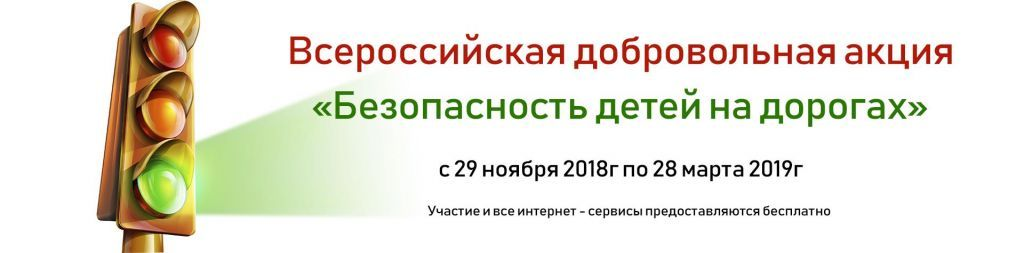 Всероссийская добровольная акция
«Безопасность детей на дорогах»
с 29 ноября 2018г по 28 марта 2019г
Участие и все интернет - сервисы предоставляются бесплатно